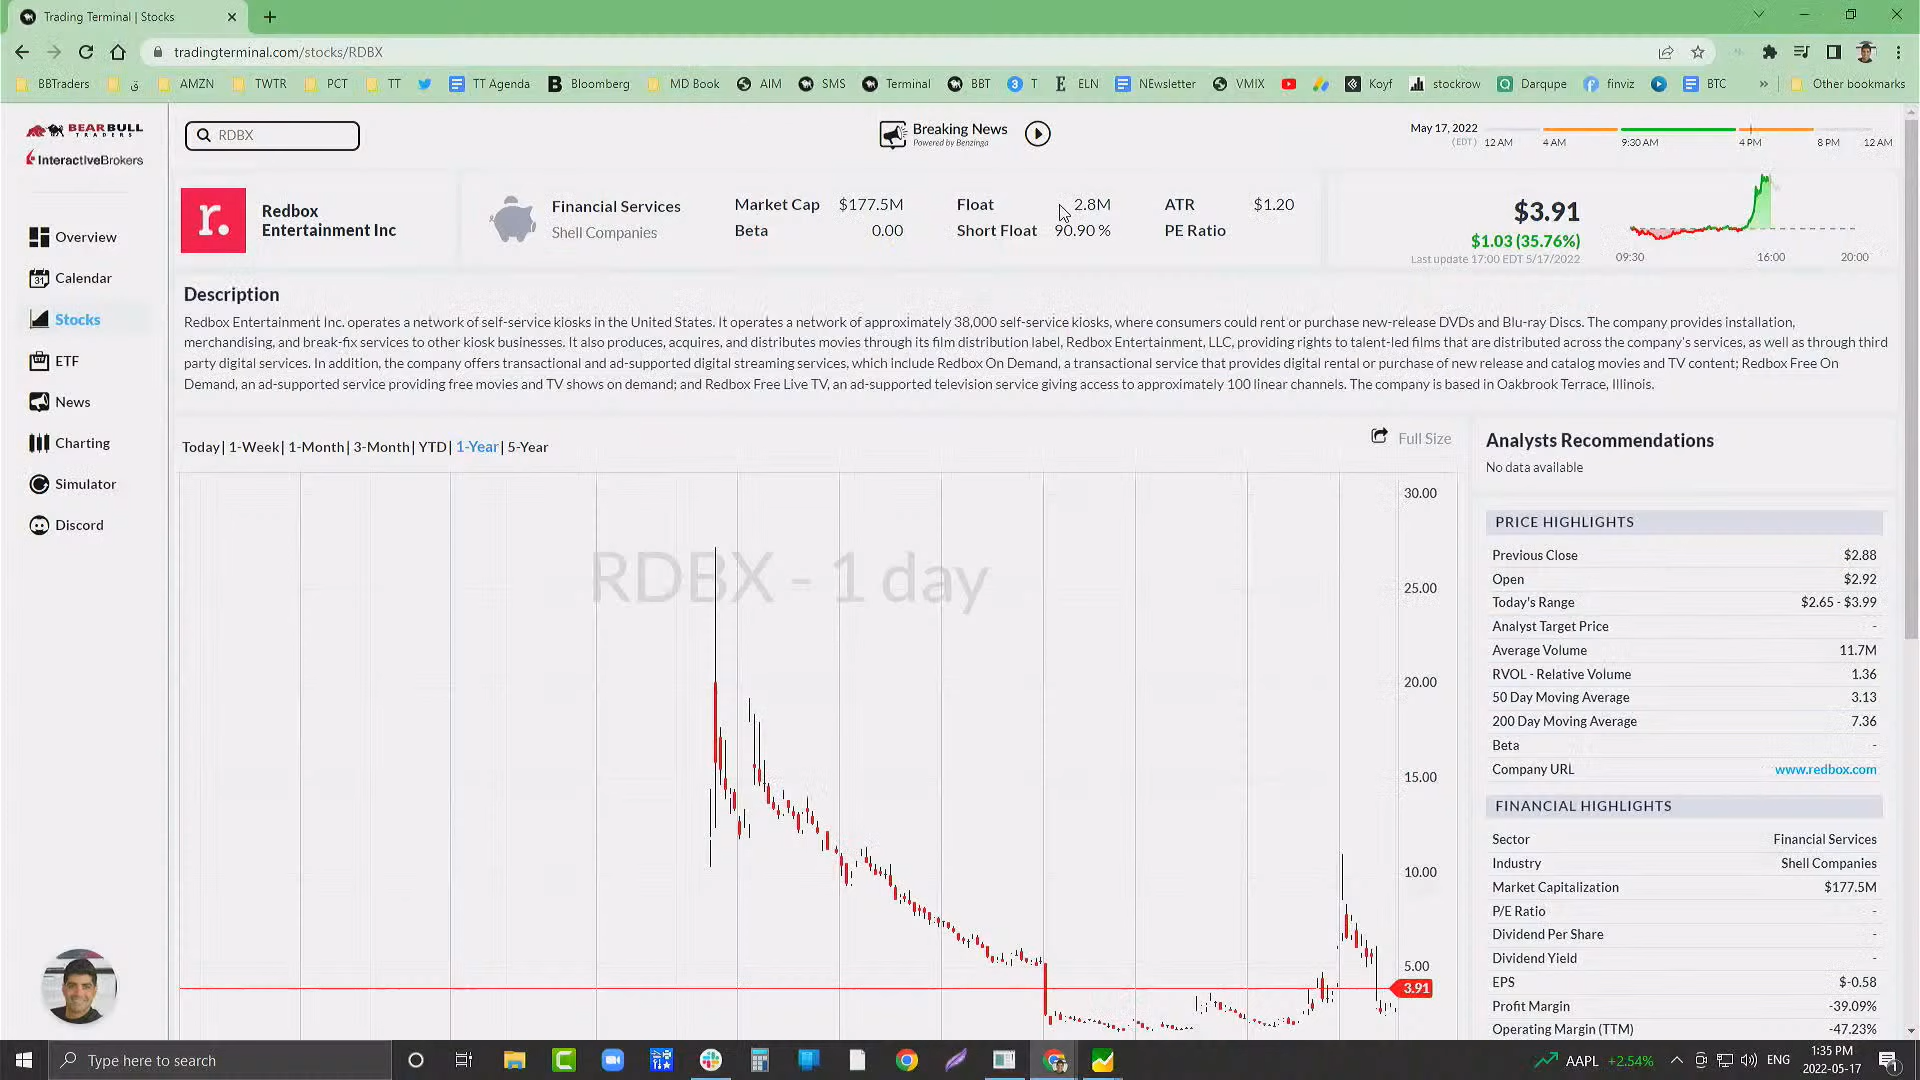 Trading Terminal | Stocks
tradingterminal.com/stocks/RDBX
BBTraders ق AMZN TWTR PCT TT TT Agenda Bloomberg MD Book AIM SMS Terminal BBT 3 T ELN NEwsletter VMIX Koyf stockrow Darqupe finviz BTC » Other bookmarks
BEARBULL
TRADERS
InteractiveBrokers
RDBX
Breaking News
Powered by Benzinga
May 17, 2022
(EDT) 12 AM 4 AM 9:30 AM 4 PM 8 PM 12 AM
r.
Redbox
Entertainment Inc
Financial Services
Shell Companies
Market Cap $177.5M
Beta 0.00
Float 2.8M
Short Float 90.90 %
ATR $1.20
PE Ratio
$3.91
$1.03 (35.76%)
Last update 17:00 EDT 5/17/2022
09:30 16:00 20:00
Overview
Calendar
Stocks
ETF
News
Charting
Simulator
Discord
Description
Redbox Entertainment Inc. operates a network of self-service kiosks in the United States. It operates a network of approximately 38,000 self-service kiosks, where consumers could rent or purchase new-release DVDs and Blu-ray Discs. The company provides installation,
merchandising, and break-fix services to other kiosk businesses. It also produces, acquires, and distributes movies through its film distribution label, Redbox Entertainment, LLC, providing rights to talent-led films that are distributed across the company's services, as well as through third
party digital services. In addition, the company offers transactional and ad-supported digital streaming services, which include Redbox On Demand, a transactional service that provides digital rental or purchase of new release and catalog movies and TV content; Redbox Free On
Demand, an ad-supported service providing free movies and TV shows on demand; and Redbox Free Live TV, an ad-supported television service giving access to approximately 100 linear channels. The company is based in Oakbrook Terrace, Illinois.
Today| 1-Week| 1-Month| 3-Month| YTD| 1-Year| 5-Year
Full Size
RDBX - 1 day
30.00
25.00
20.00
15.00
10.00
5.00
3.91
Analysts Recommendations
No data available
PRICE HIGHLIGHTS
Previous Close $2.88
Open $2.92
Today's Range $2.65 - $3.99
Analyst Target Price -
Average Volume 11.7M
RVOL - Relative Volume 1.36
50 Day Moving Average 3.13
200 Day Moving Average 7.36
Beta -
Company URL www.redbox.com
FINANCIAL HIGHLIGHTS
Sector Financial Services
Industry Shell Companies
Market Capitalization $177.5M
P/E Ratio -
Dividend Per Share -
Dividend Yield -
EPS $-0.58
Profit Margin -39.09%
Operating Margin (TTM) -47.23%
Type here to search
AAPL +2.54%
ENG
1:35 PM
2022-05-17
1